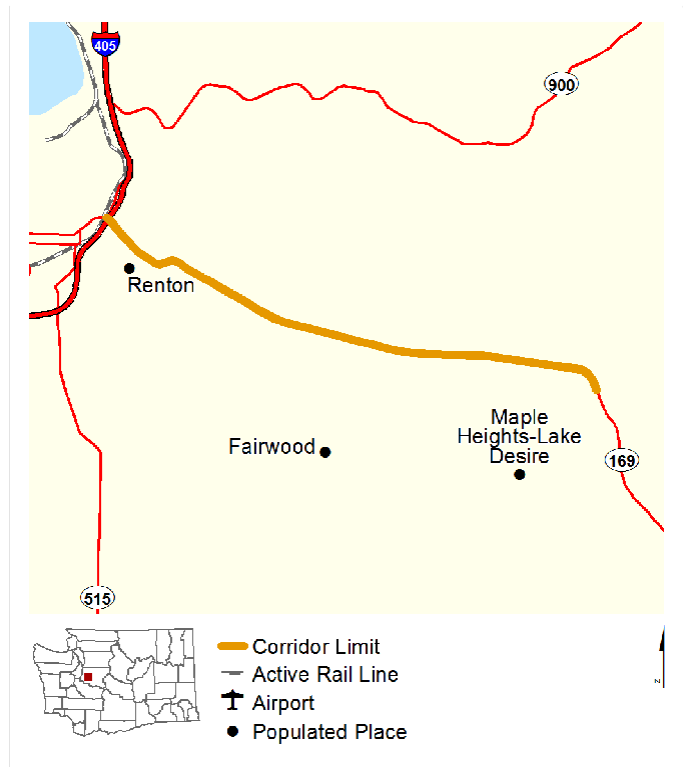 405
900
Renton
Maple
Heights-Lake
Desire
Fairwood
169
515
Corridor Limit
Active Rail Line
Airport
Populated Place
N